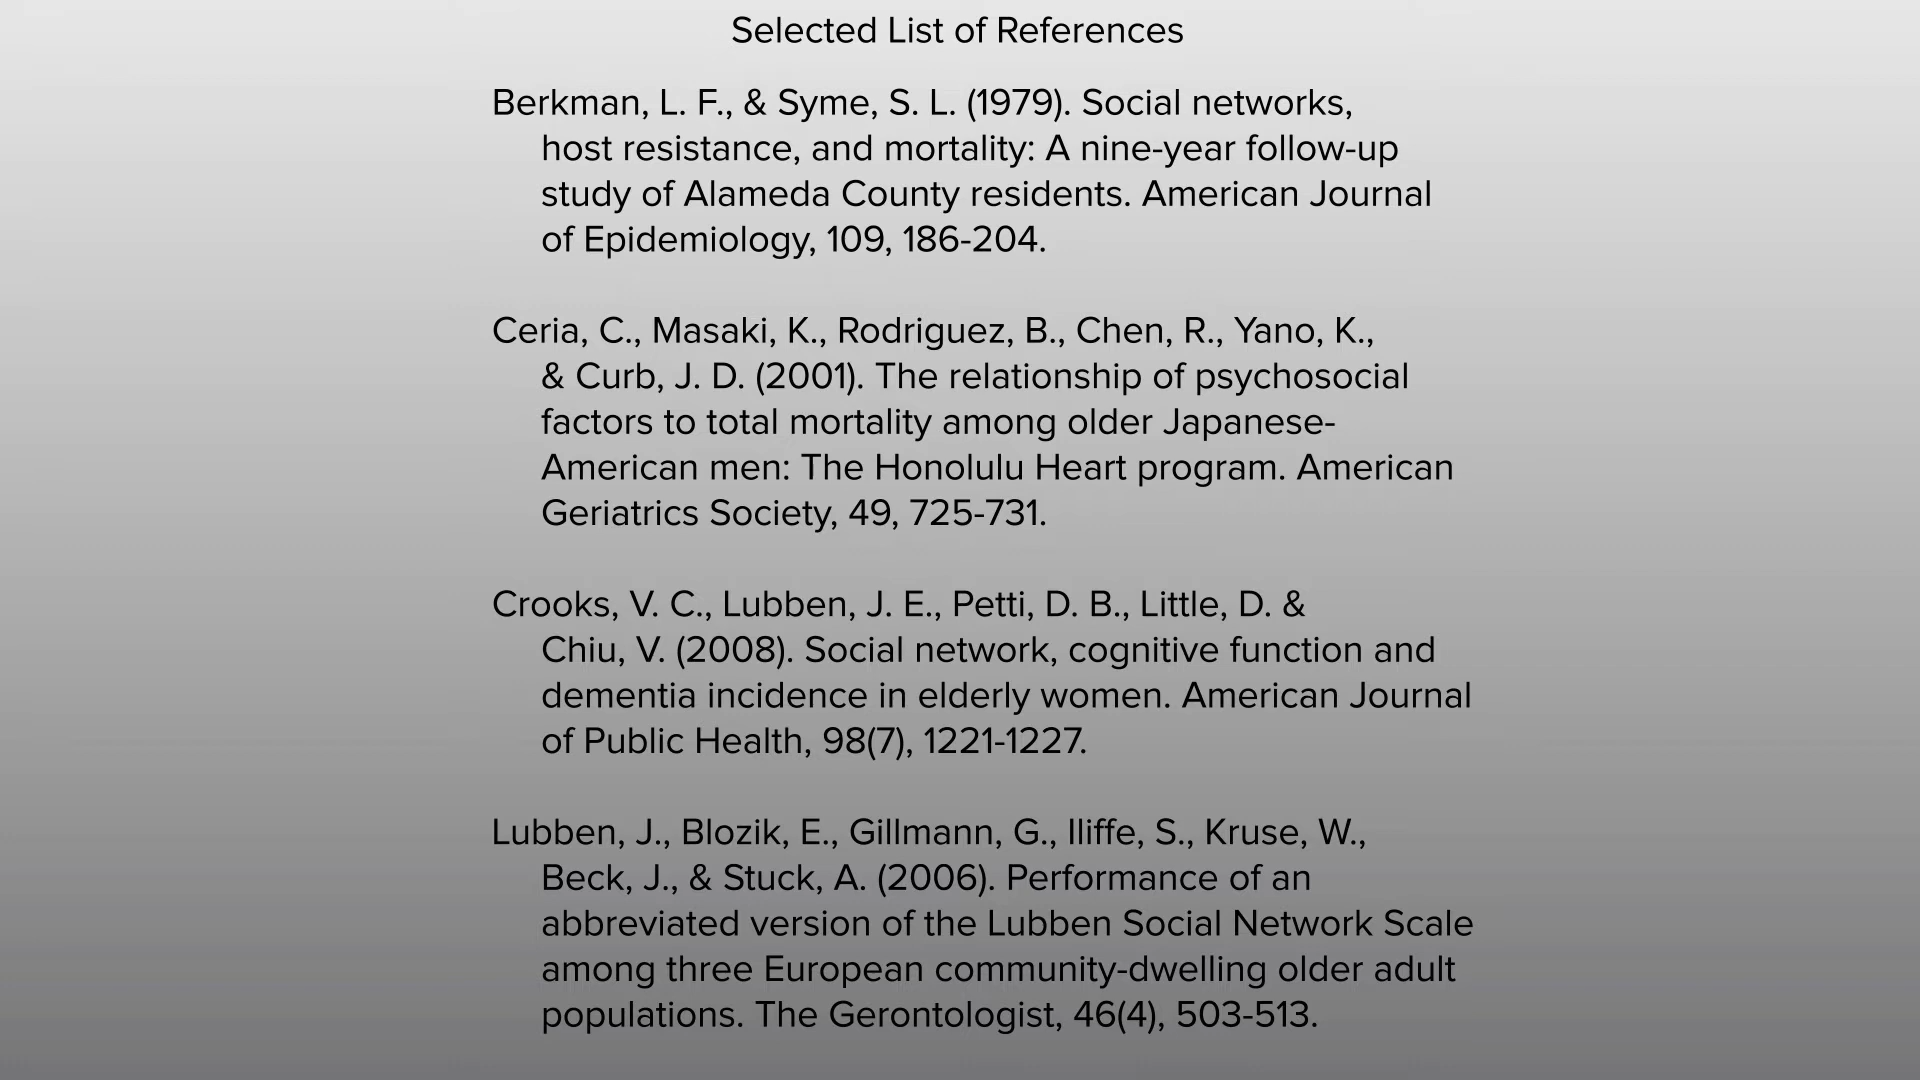 Selected List of References
Berkman, L. F., & Syme, S. L. (1979). Social networks,
host resistance, and mortality: A nine-year follow-up
study of Alameda County residents. American Journal
of Epidemiology, 109, 186-204.
Ceria, C., Masaki, K., Rodriguez, B., Chen, R., Yano, K.,
& Curb, J. D. (2001). The relationship of psychosocial
factors to total mortality among older Japanese-
American men: The Honolulu Heart program. American
Geriatrics Society, 49, 725-731.
Crooks, V. C., Lubben, J. E., Petti, D. B., Little, D. &
Chiu, V. (2008). Social network, cognitive function and
dementia incidence in elderly women. American Journal
of Public Health, 98(7), 1221-1227.
Lubben, J., Blozik, E., Gillmann, G., Iliffe, S., Kruse, W.,
Beck, J., & Stuck, A. (2006). Performance of an
abbreviated version of the Lubben Social Network Scale
among three European community-dwelling older adult
populations. The Gerontologist, 46(4), 503-513.